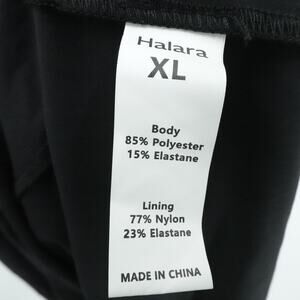 Halara
XL
Body
85% Polyester
15% Elastane
Lining
77% Nylon
23% Elastane
MADE IN CHINA